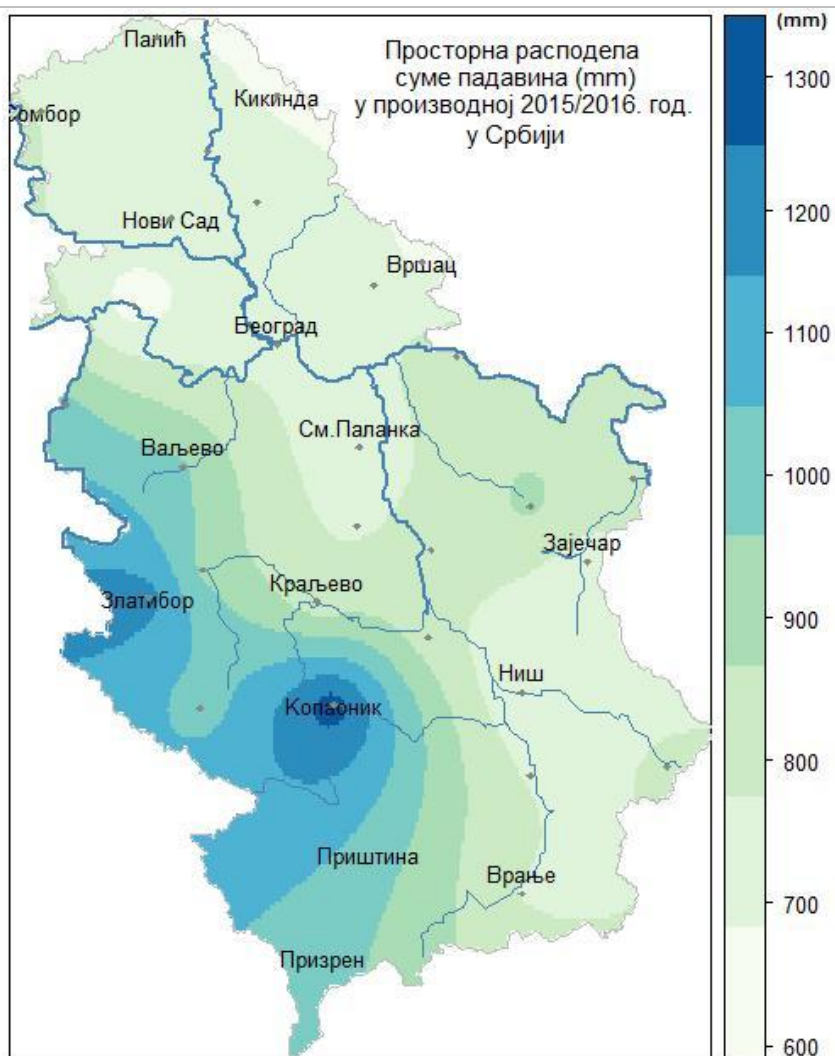 (mm)
Просторна расподела
суме падавина (mm)
у производној 2015/2016. год.
у Србији
Палић
Кикинда
Сомбор
Нови Сад
Вршац
Београд
См.Паланка
Ваљево
Зајечар
Златибор
Краљево
Ниш
Копаоник
Приштина
Врање
Призрен
1300
1200
1100
1000
900
800
700
600